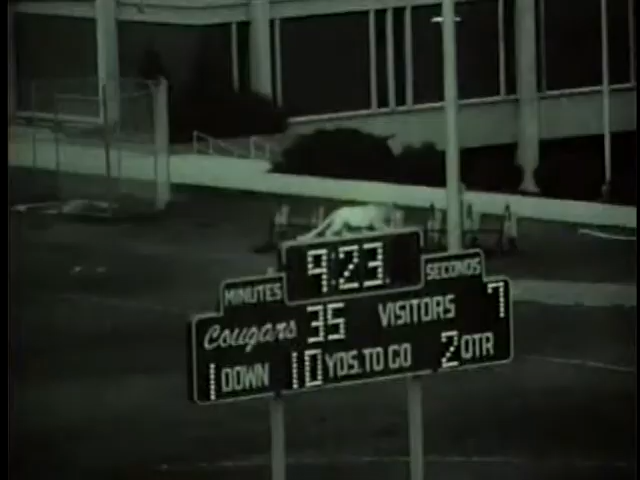 9:23
MINUTES SECONDS
Cougars 35 VISITORS 7
1 DOWN 10 YDS. TO GO 2 QTR